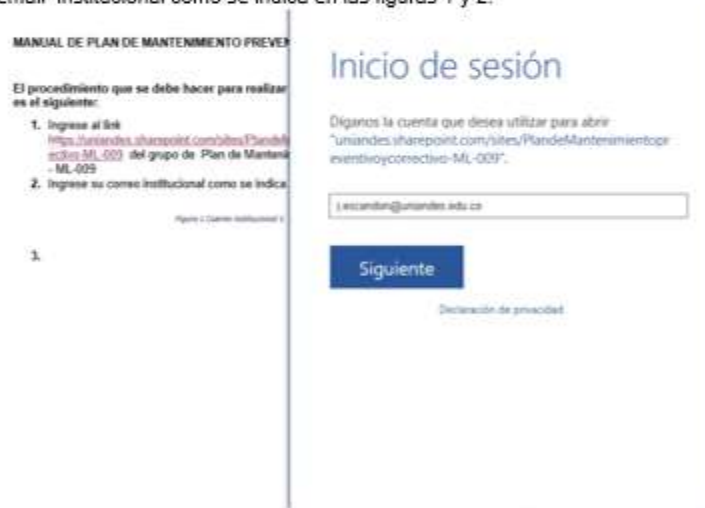 email institucional como se indica en las figuras 1 y 2.
MANUAL DE PLAN DE MANTENIMIENTO PREVEN
El procedimiento que se debe hacer para realizar
es el siguiente:
1. Ingrese al link
https://uniandes.sharepoint.com/sites/PlandeM
ectivo-ML-009 del grupo de Plan de Manteni
- ML-009
2. Ingrese su correo institucional como se indica
3.
Inicio de sesión
Díganos la cuenta que desea utilizar para abrir
"uniandes.sharepoint.com/sites/PlandeMantenimientopr
eventivoycorrectivo-ML-009".
j.escandon@uniandes.edu.co
Siguiente
Declaración de privacidad